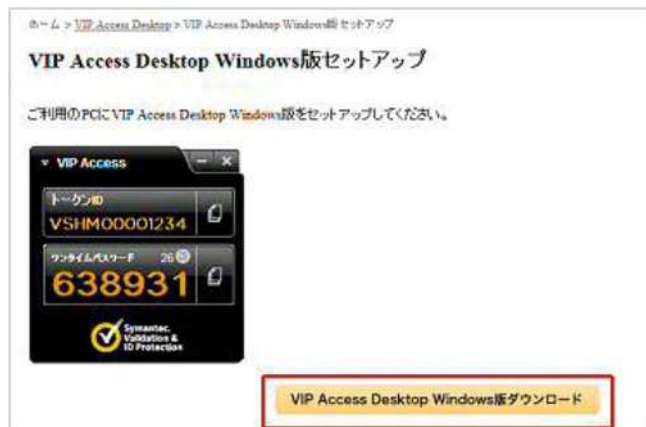 ホーム > VIP Access Desktop > VIP Access Desktop Windows版セットアップ
VIP Access Desktop Windows版セットアップ
ご利用のPCに VIP Access Desktop Windows版をセットアップしてください。
VIP Access
トークンID
VSHM00001234
ワンタイムパスワード 26
638931
Symantec.
Validation &
ID Protection
VIP Access Desktop Windows版ダウンロード